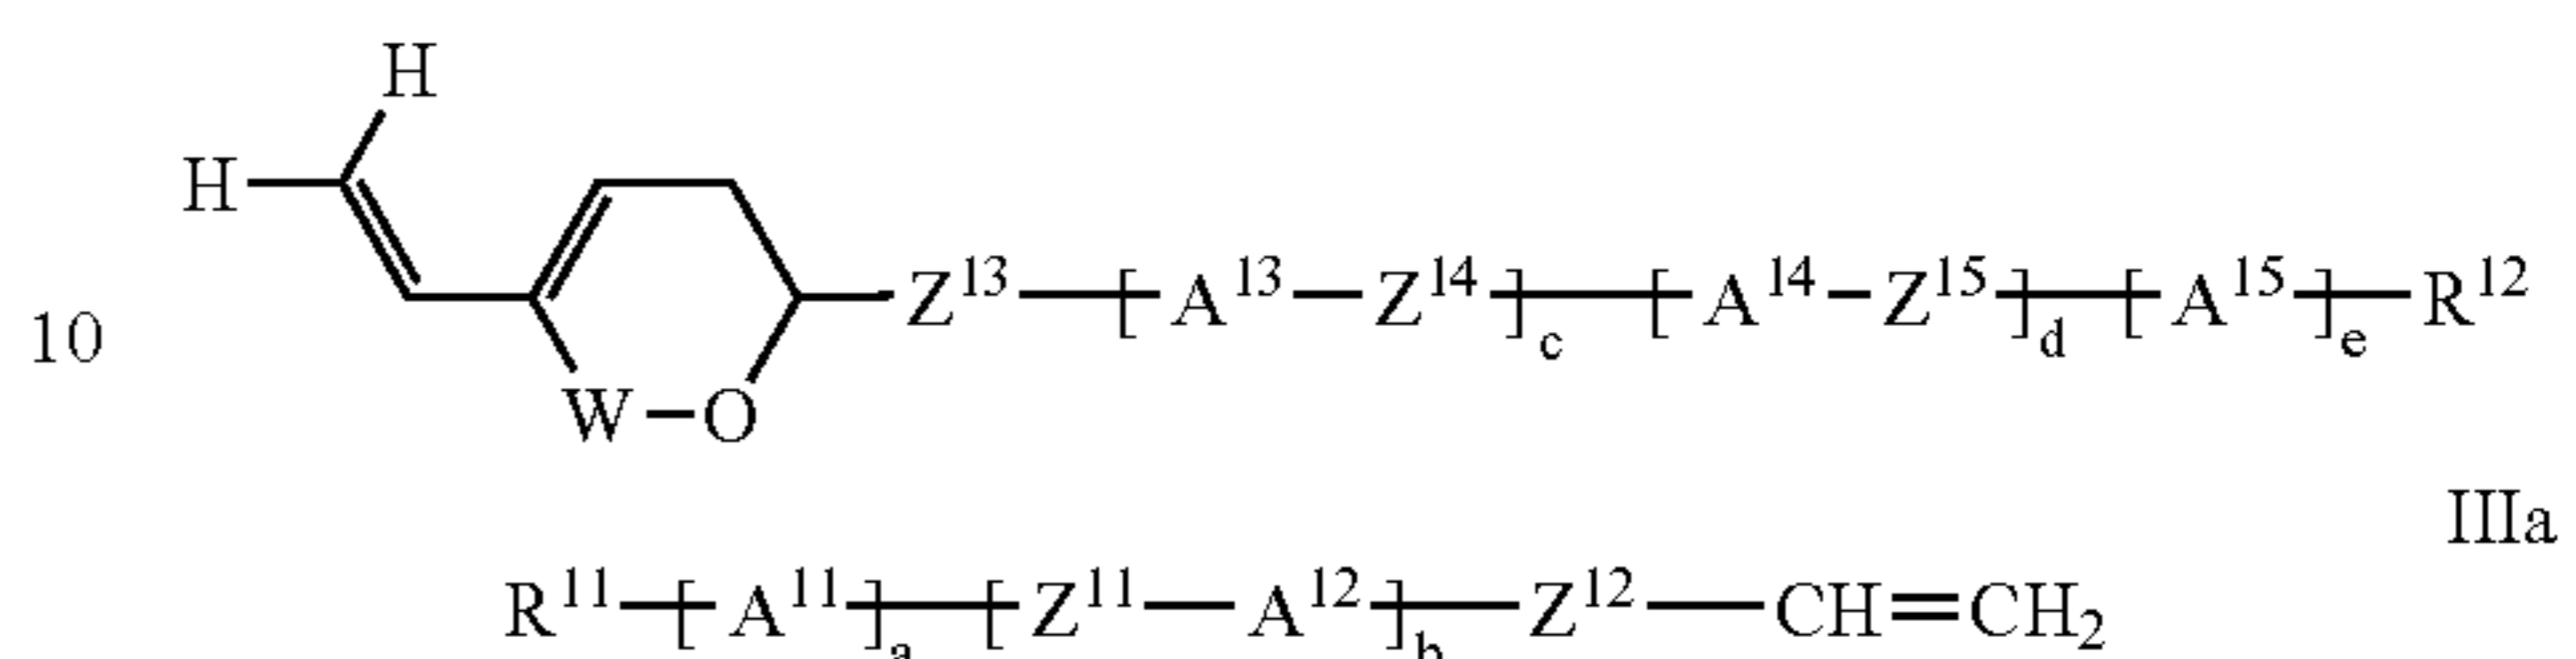 H
H
10
Z¹³—[A¹³—Z¹⁴]c—[A¹⁴—Z¹⁵]d—[A¹⁵]e—R¹²
W—O
IIIa
R¹¹—[A¹¹]a—[Z¹¹—A¹²]b—Z¹²—CH=CH₂